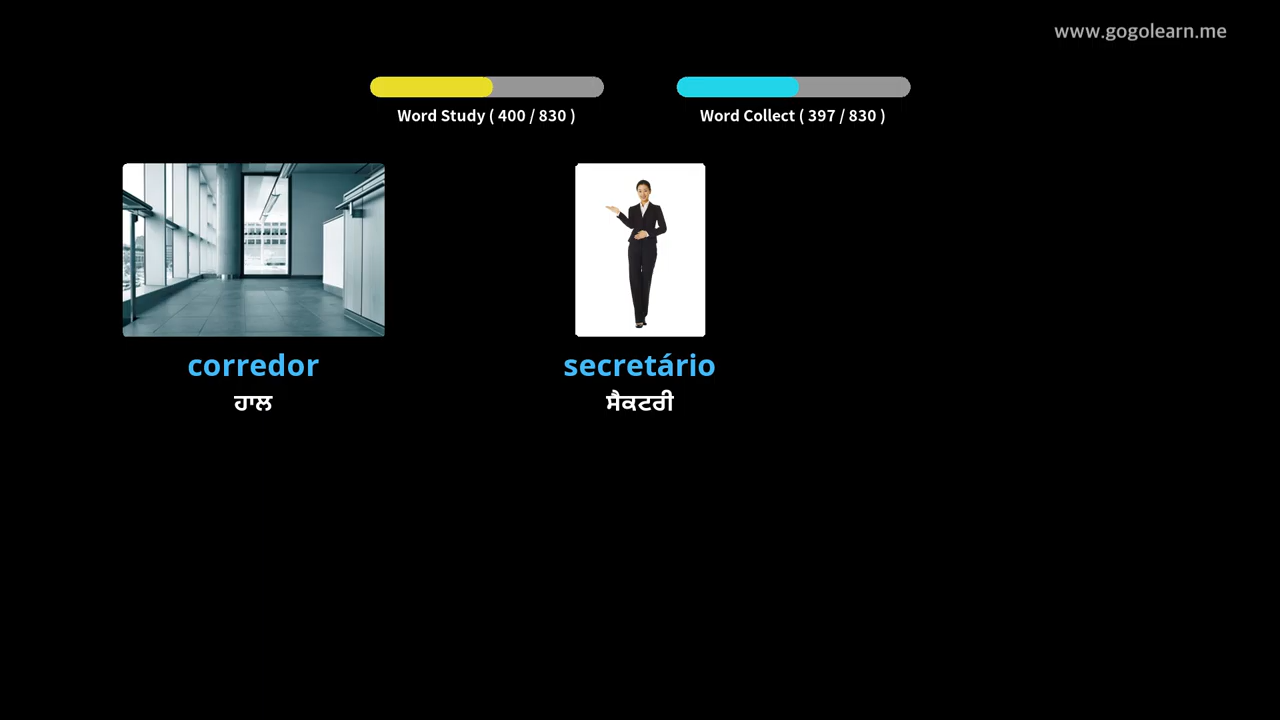 www.gogolearn.me
Word Study ( 400 / 830 )
Word Collect ( 397 / 830 )
corredor
ਹਾਲ
secretário
ਸੈਕਟਰੀ